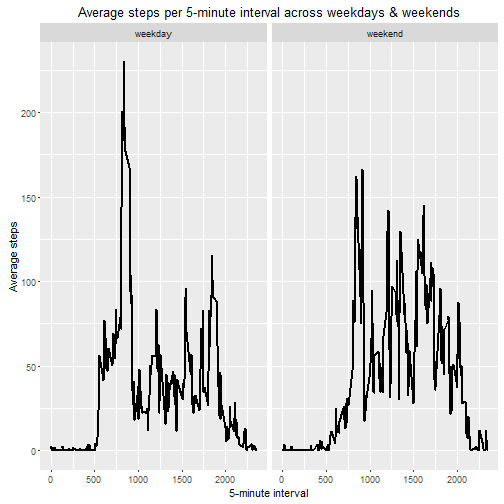 Average steps per 5-minute interval across weekdays & weekends
weekday
weekend
Average steps
200
150
100
50
0
0 500 1000 1500 2000
0 500 1000 1500 2000
5-minute interval